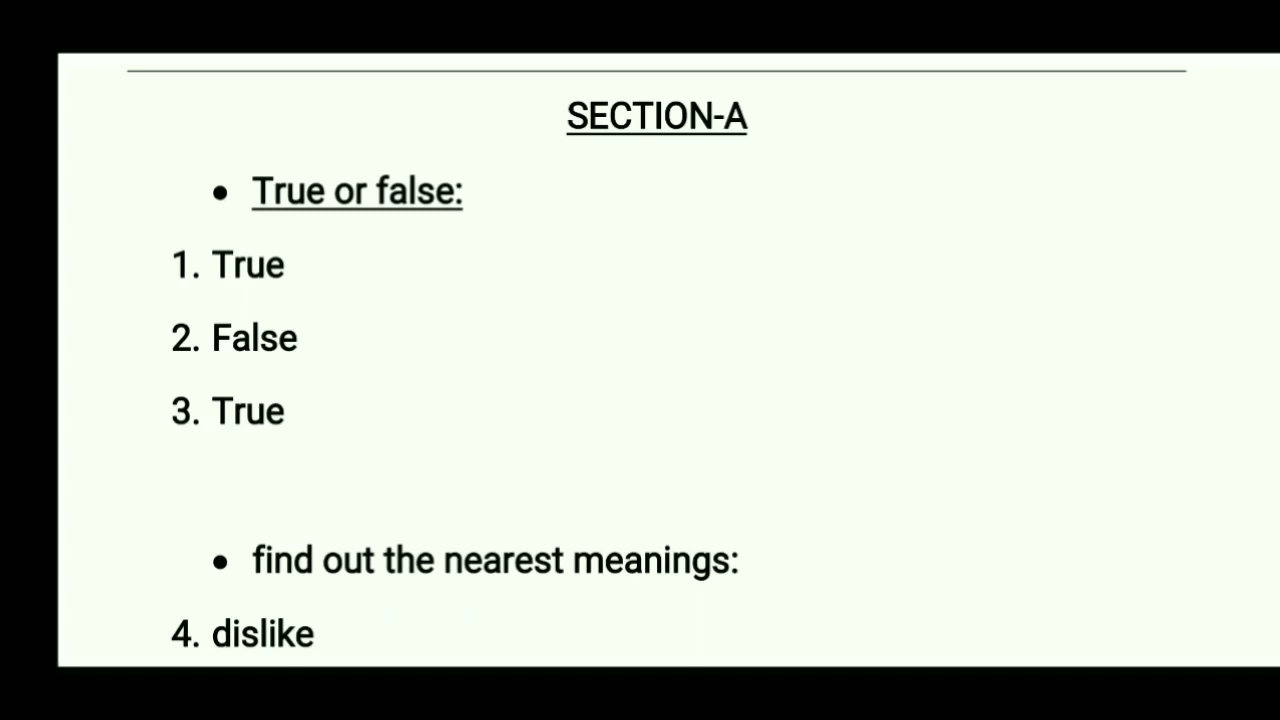 SECTION-A
• True or false:
1. True
2. False
3. True
• find out the nearest meanings:
4. dislike